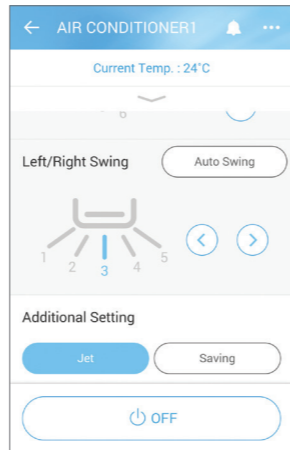 AIR CONDITIONER1
Current Temp. : 24°C
6
Left/Right Swing
Auto Swing
1 2 3 4 5
Additional Setting
Jet
Saving
OFF